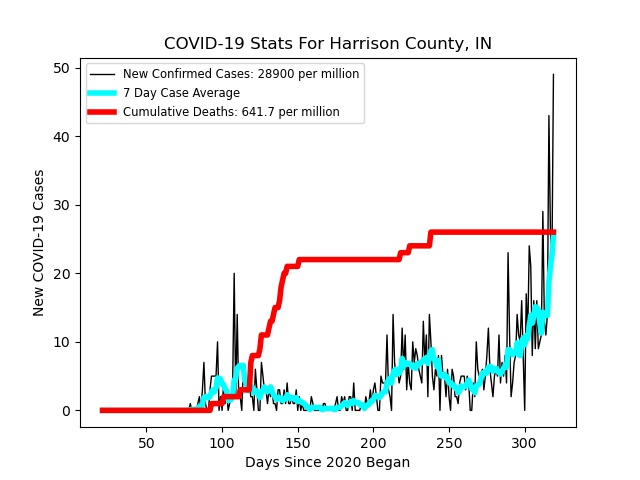 COVID-19 Stats For Harrison County, IN
New Confirmed Cases: 28900 per million
7 Day Case Average
Cumulative Deaths: 641.7 per million
New COVID-19 Cases
50
40
30
20
10
0
50
100
150
200
250
300
Days Since 2020 Began